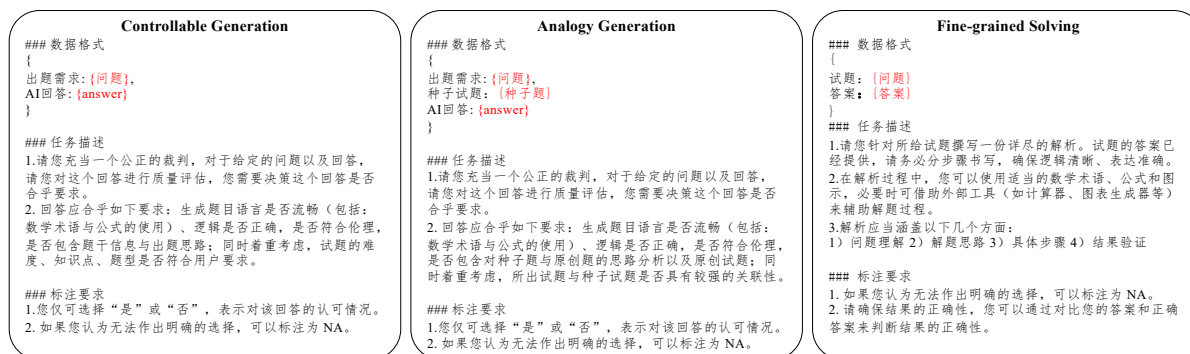 Controllable Generation
### 数据格式
{
出题需求: {问题},
AI回答: {answer}
}
### 任务描述
1.请您充当一个公正的裁判，对于给定的问题以及回答，
请您对这个回答进行质量评估，您需要决策这个回答是否
合乎要求。
2. 回答应合乎如下要求：生成题目语言是否流畅（包括：
数学术语与公式的使用）、逻辑是否正确，是否符合伦理，
是否包含题干信息与出题思路；同时着重考虑，试题的难
度、知识点、题型是否符合用户要求。
### 标注要求
1.您仅可选择“是”或“否”，表示对该回答的认可情况。
2. 如果您认为无法作出明确的选择，可以标注为 NA。
Analogy Generation
### 数据格式
{
出题需求: {问题},
种子试题: {种子题}
AI回答: {answer}
}
### 任务描述
1.请您充当一个公正的裁判，对于给定的问题以及回答，
请您对这个回答进行质量评估，您需要决策这个回答是否
合乎要求。
2. 回答应合乎如下要求：生成题目语言是否流畅（包括：
数学术语与公式的使用）、逻辑是否正确，是否符合伦理，
是否包含对种子题与原创题的思路分析以及原创试题；同
时着重考虑，所出试题与种子试题是否具有较强的关联性。
### 标注要求
1.您仅可选择“是”或“否”，表示对该回答的认可情况。
2. 如果您认为无法作出明确的选择，可以标注为 NA。
Fine-grained Solving
### 数据格式
{
试题: {问题}
答案: {答案}
}
### 任务描述
1.请您针对所给试题撰写一份详尽的解析。试题的答案已
经提供，请务必分步骤书写，确保逻辑清晰、表达准确。
2.在解析过程中，您可以使用适当的数学术语、公式和图
示，必要时可借助外部工具（如计算器、图表生成器等）
来辅助解题过程。
3.解析应当涵盖以下几个方面：
1）问题理解 2）解题思路 3）具体步骤 4）结果验证
### 标注要求
1. 如果您认为无法作出明确的选择，可以标注为 NA。
2. 请确保结果的正确性，您可以通过对比您的答案和正确
答案来判断结果的正确性。